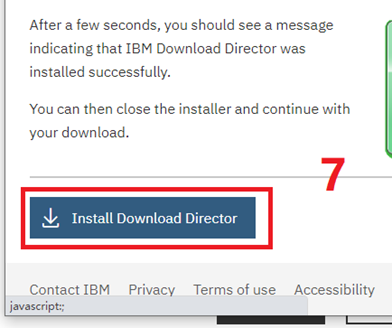 After a few seconds, you should see a message
indicating that IBM Download Director was
installed successfully.
You can then close the installer and continue with
your download.
7
Install Download Director
Contact IBM Privacy Terms of use Accessibility
javascript:;